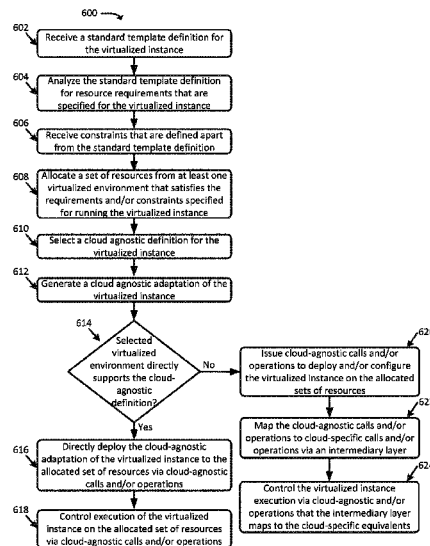 600
602
Receive a standard template definition for
the virtualized instance
604
Analyze the standard template definition
for resource requirements that are
specified for the virtualized instance
606
Receive constraints that are defined apart
from the standard template definition
608
Allocate a set of resources from at least one
virtualized environment that satisfies the
requirements and/or constraints specified
for running the virtualized instance
610
Select a cloud agnostic definition for the
virtualized instance
612
Generate a cloud agnostic adaptation of the
virtualized instance
614
Selected
virtualized
environment directly
supports the cloud-
agnostic
definition?
No
Yes
616
Directly deploy the cloud-agnostic
adaptation of the virtualized instance to the
allocated set of resources via cloud-agnostic
calls and/or operations
618
Control execution of the virtualized
instance on the allocated set of resources
via cloud-agnostic calls and/or operations
Issue cloud-agnostic calls and/or
operations to deploy and/or configure
the virtualized instance on the allocated
sets of resources
Map the cloud-agnostic calls and/or
operations to cloud-specific calls and/or
operations via an intermediary layer
Control the virtualized instance
execution via cloud-agnostic and/or
operations that the intermediary layer
maps to the cloud-specific equivalents